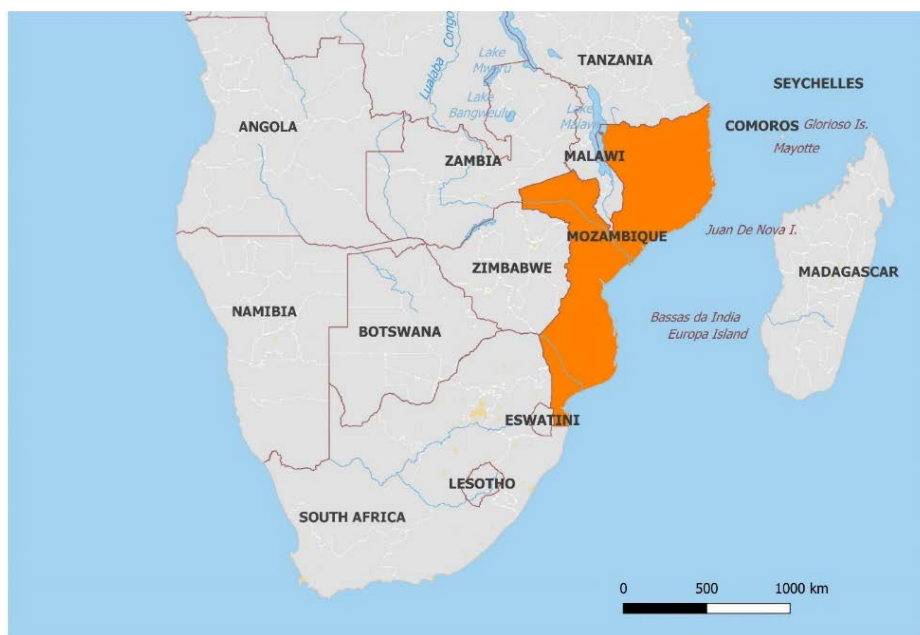 TANZANIA
Lualaba Congo
Lake
Mweru
Lake
Bangweulu
SEYCHELLES
ANGOLA
Lake
Malawi
COMOROS Glorioso Is.
Mayotte
ZAMBIA
MALAWI
MOZAMBIQUE
Juan De Nova I.
ZIMBABWE
MADAGASCAR
NAMIBIA
BOTSWANA
Bassas da India
Europa Island
ESWATINI
LESOTHO
SOUTH AFRICA
0 500 1000 km